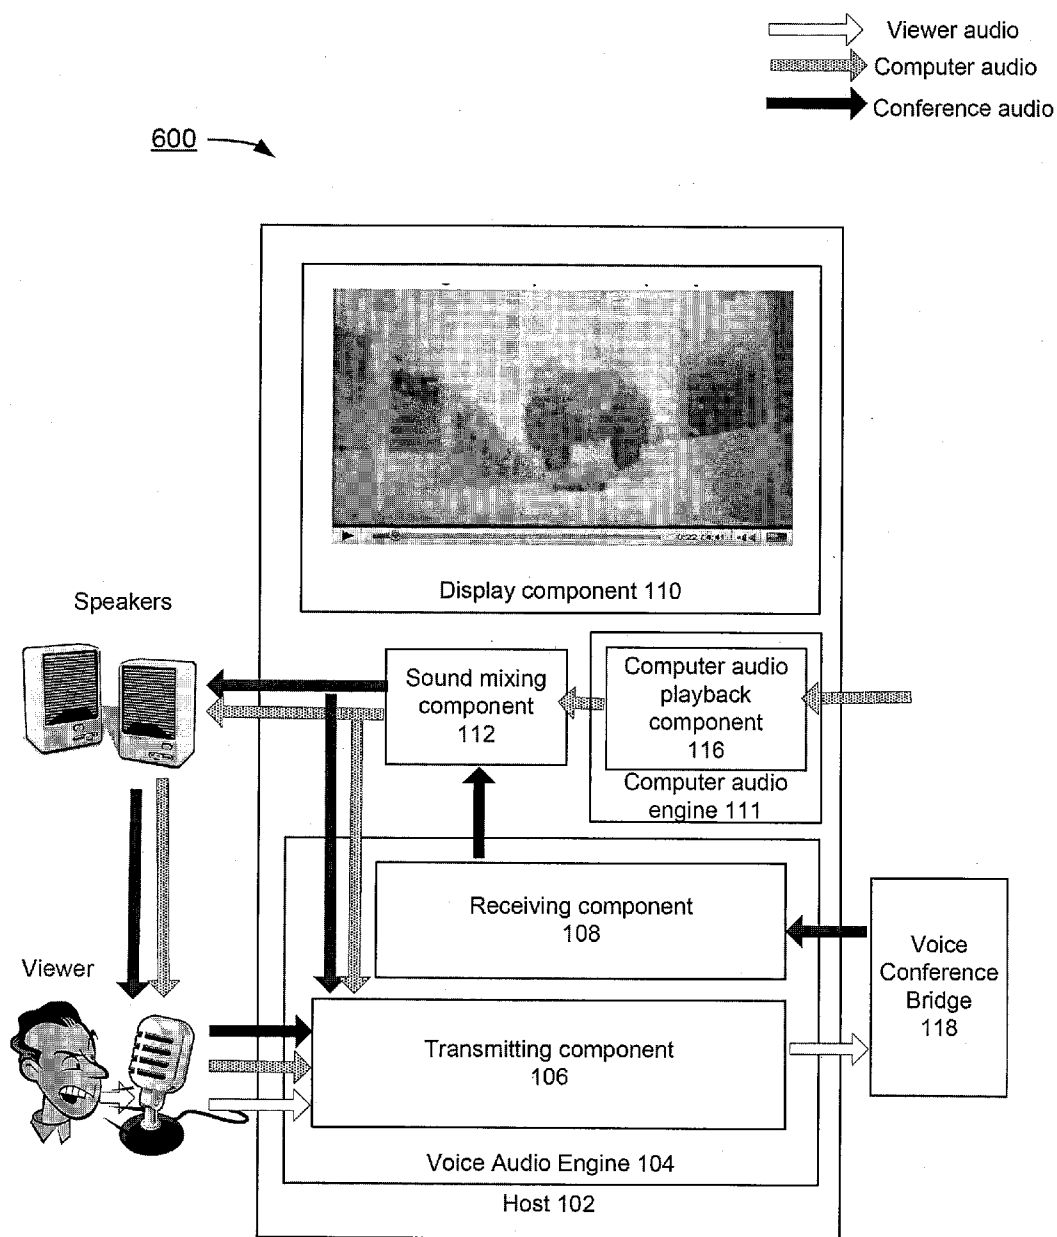 Viewer audio
Computer audio
Conference audio
600
Display component 110
Speakers
Sound mixing
component
112
Computer audio
playback
component
116
Computer audio
engine 111
Receiving component
108
Voice
Conference
Bridge
118
Viewer
Transmitting component
106
Voice Audio Engine 104
Host 102